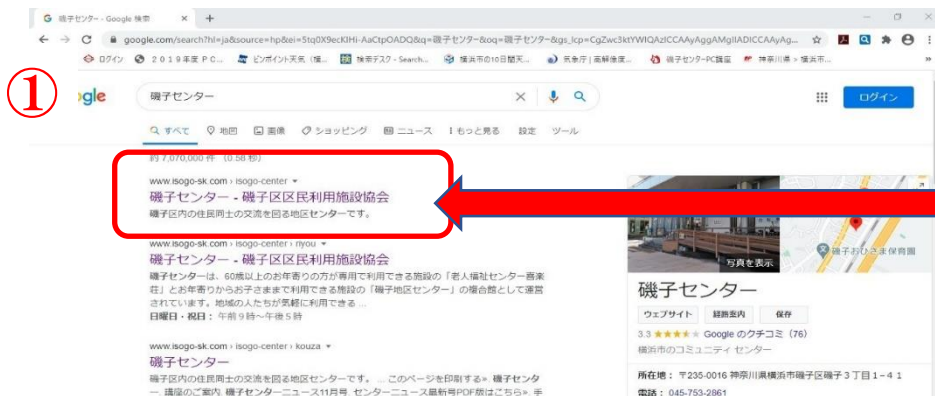 磯子センター - Google 検索
google.com/search?hl=ja&source=hp&ei=Stq0X9ecKIHi-AaCtpOADQ&q=磯子センター&oq=磯子センター&gs_lcp=CgZwc3ktYWIQAzICCAAyAggAMgIIADICCAAyAg...
ログイン
2019年度 P C...
ピンポイント天気（横...
検索デスク - Search...
横浜市の10日間天...
気象庁 | 高解像度...
磯子センター-PC講座
神奈川県 > 横浜市...
①
ogle
磯子センター
ログイン
すべて 地図 画像 ショッピング ニュース もっと見る 設定 ツール
約 7,070,000 件 （0.58 秒）
www.isogo-sk.com › isogo-center
磯子センター - 磯子区区民利用施設協会
磯子区内の住民同士の交流を図る地区センターです。
www.isogo-sk.com › isogo-center › riyou
磯子センター - 磯子区区民利用施設協会
磯子センターは、60歳以上のお年寄りの方が専用で利用できる施設の「老人福祉センター喜楽
荘」とお年寄りからお子さままで利用できる施設の「磯子地区センター」の複合館として運営
されています。地域の人たちが気軽に利用できる ...
日曜日・祝日： 午前9時～午後5時
www.isogo-sk.com › isogo-center › kouza
磯子センター
磯子区内の住民同士の交流を図る地区センターです。 ... このページを印刷する». 磯子センタ
ー. 講座のご案内. 磯子センターニュース11月号. センターニュース最新号PDF版はこちら». 手
写真を表示
磯子おひさま保育園
磯子センター
ウェブサイト 経路案内 保存
3.3 ★★★★★ Google のクチコミ（76）
横浜市のコミュニティ センター
所在地： 〒235-0016 神奈川県横浜市磯子区磯子３丁目１−４１
電話： 045-753-2861